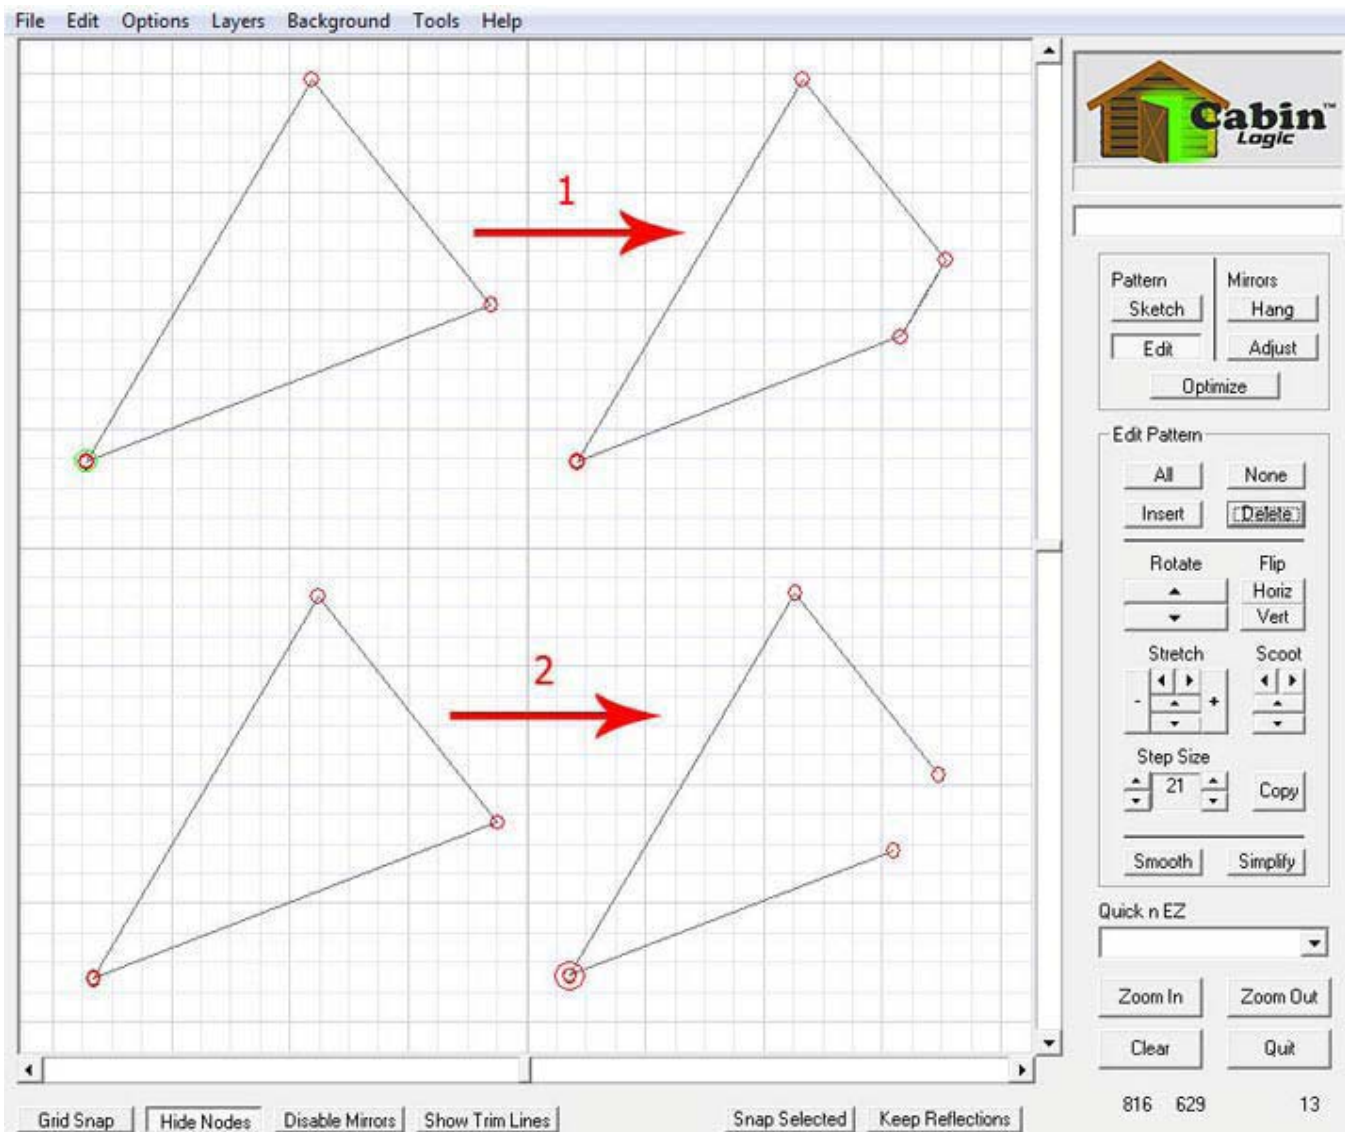 File Edit Options Layers Background Tools Help
Cabin™
Logic
1
Pattern Mirrors
Sketch Hang
Edit Adjust
Optimize
Edit Pattern
All None
Insert Delete
Rotate Flip
Horiz
Vert
2
Stretch Scoot
- +
Step Size
21
Copy
Smooth Simplify
Quick n EZ
Zoom In Zoom Out
Clear Quit
816 629 13
Grid Snap Hide Nodes Disable Mirrors Show Trim Lines Snap Selected Keep Reflections